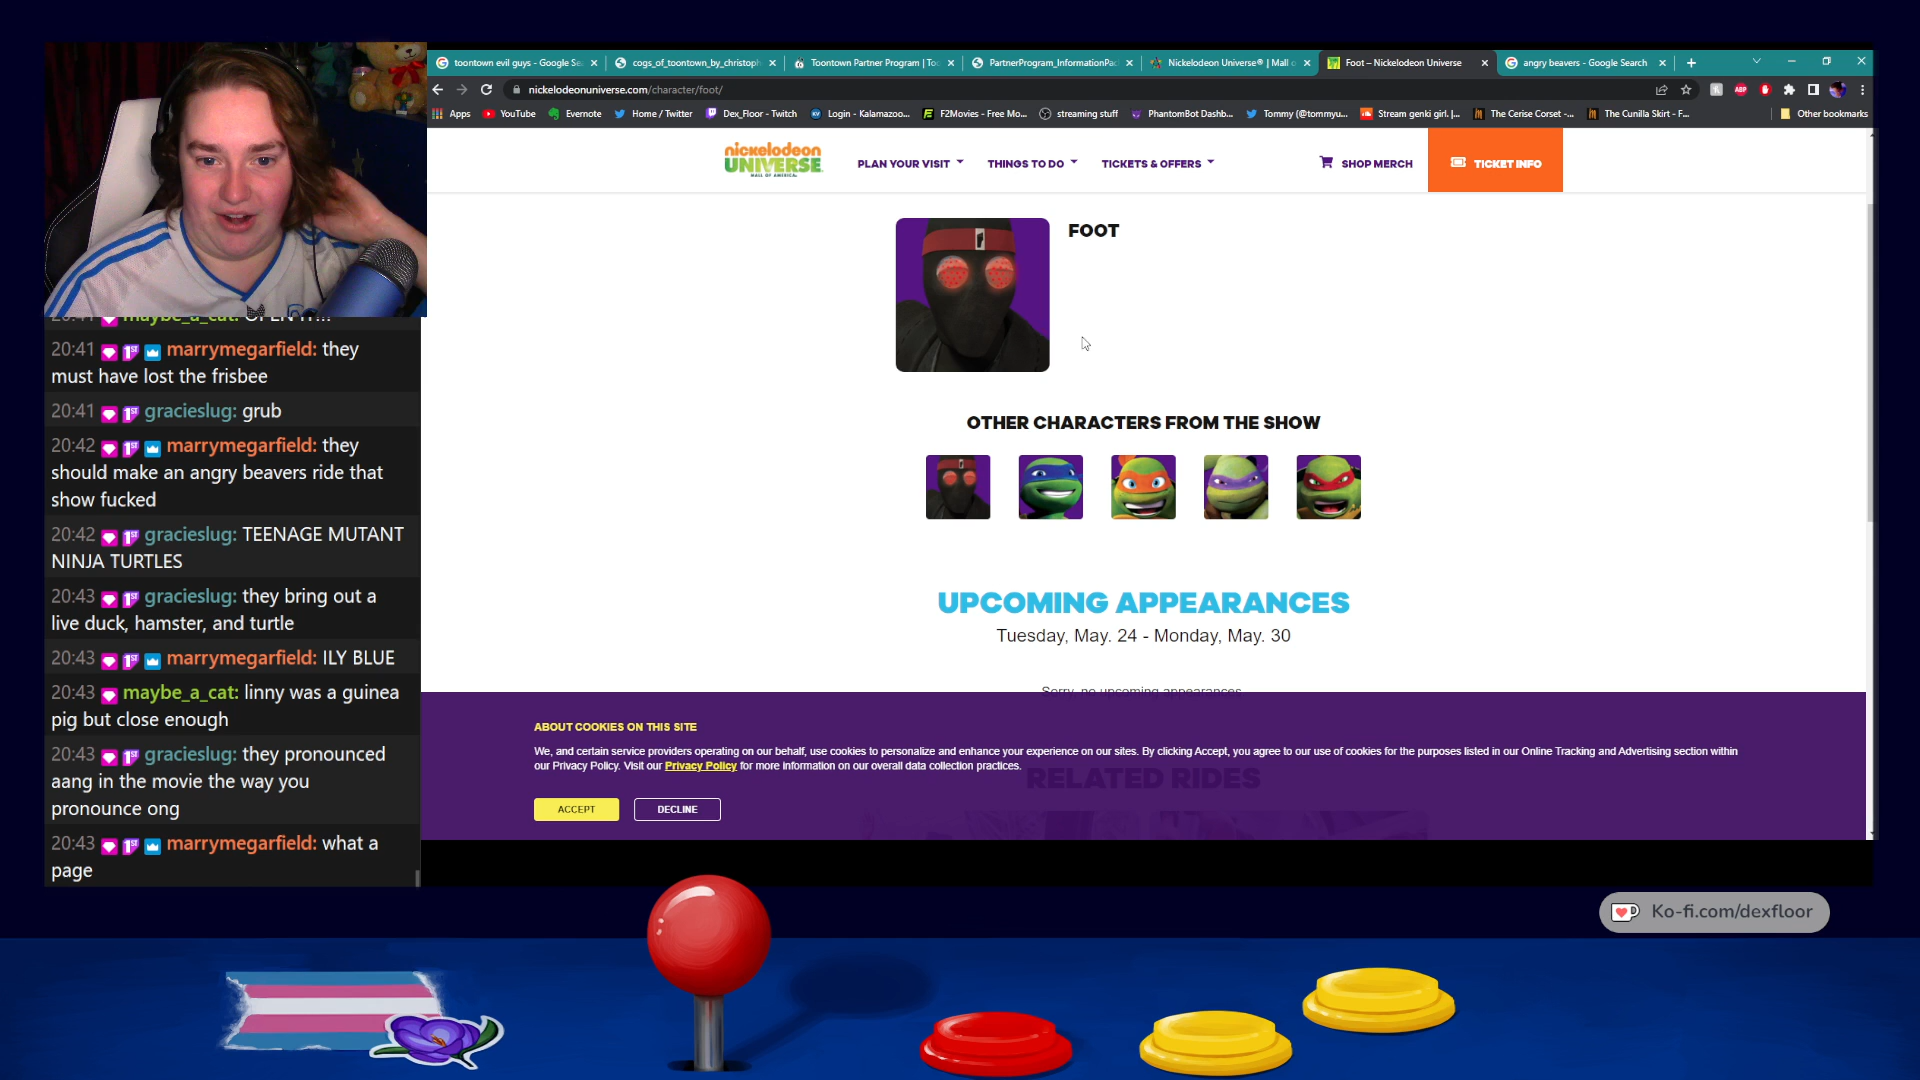 toontown evil guys - Google Se
cogs_of_toontown_by_christoph
Toontown Partner Program | To
PartnerProgram_InformationPac
Nickelodeon Universe® | Mall o
Foot – Nickelodeon Universe
angry beavers - Google Search
nickelodeonuniverse.com/character/foot/
Apps
YouTube
Evernote
Home / Twitter
Dex_Floor - Twitch
Login - Kalamazoo...
F2Movies - Free Mo...
streaming stuff
PhantomBot Dashb...
Tommy (@tommyu...
Stream genki girl. |...
The Cerise Corset -...
The Cunilla Skirt - F...
Other bookmarks
nickelodeon
UNIVERSE
MALL OF AMERICA
PLAN YOUR VISIT
THINGS TO DO
TICKETS & OFFERS
SHOP MERCH
TICKET INFO
FOOT
OTHER CHARACTERS FROM THE SHOW
UPCOMING APPEARANCES
Tuesday, May. 24 - Monday, May. 30
Sorry, no upcoming appearances
ABOUT COOKIES ON THIS SITE
We, and certain service providers operating on our behalf, use cookies to personalize and enhance your experience on our sites. By clicking Accept, you agree to our use of cookies for the purposes listed in our Online Tracking and Advertising section within
our Privacy Policy. Visit our Privacy Policy for more information on our overall data collection practices.
RELATED RIDES
ACCEPT
DECLINE
20:41 maybe_a_cat: OPEN IT!!!
20:41 marrymegarfield: they
must have lost the frisbee
20:41 gracieslug: grub
20:42 marrymegarfield: they
should make an angry beavers ride that
show fucked
20:42 gracieslug: TEENAGE MUTANT
NINJA TURTLES
20:43 gracieslug: they bring out a
live duck, hamster, and turtle
20:43 marrymegarfield: ILY BLUE
20:43 maybe_a_cat: linny was a guinea
pig but close enough
20:43 gracieslug: they pronounced
aang in the movie the way you
pronounce ong
20:43 marrymegarfield: what a
page
Ko-fi.com/dexfloor